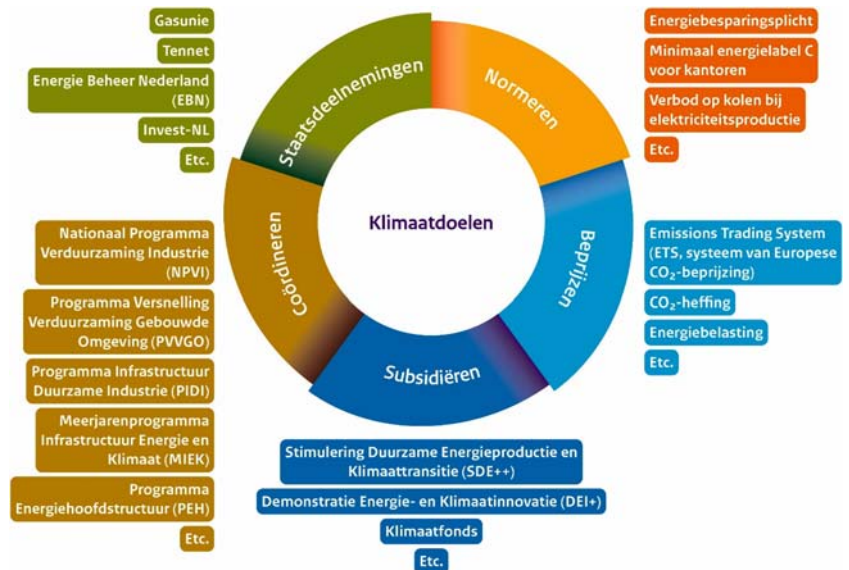 Gasunie
Tennet
Energie Beheer Nederland
(EBN)
Invest-NL
Etc.
Staatsdeelnemingen
Normeren
Energiebesparingsplicht
Minimaal energielabel C
voor kantoren
Verbod op kolen bij
elektriciteitsproductie
Etc.
Klimaatdoelen
Coördineren
Nationaal Programma
Verduurzaming Industrie
(NPVI)
Programma Versnelling
Verduurzaming Gebouwde
Omgeving (PVVGO)
Programma Infrastructuur
Duurzame Industrie (PIDI)
Meerjarenprogramma
Infrastructuur Energie en
Klimaat (MIEK)
Programma
Energiehoofdstructuur (PEH)
Etc.
Beprijzen
Emissions Trading System
(ETS, systeem van Europese
CO₂-beprijzing)
CO₂-heffing
Energiebelasting
Etc.
Subsidiëren
Stimulering Duurzame Energieproductie en
Klimaattransitie (SDE++)
Demonstratie Energie- en Klimaatinnovatie (DEI+)
Klimaatfonds
Etc.